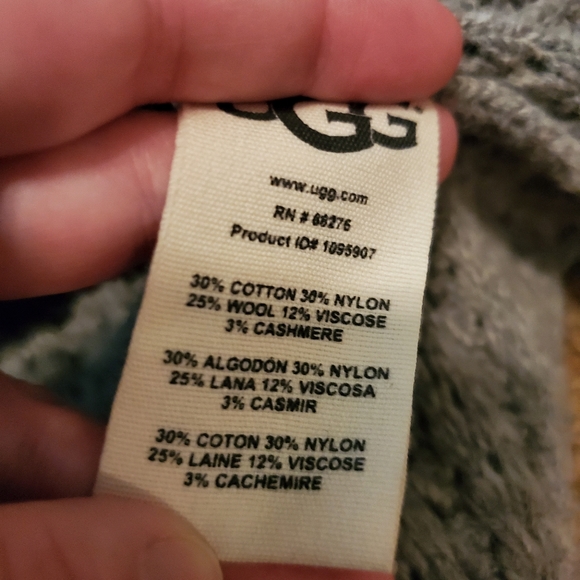 UGG
www.ugg.com
RN # 88276
Product ID# 1095907
30% COTTON 30% NYLON
25% WOOL 12% VISCOSE
3% CASHMERE
30% ALGODÓN 30% NYLON
25% LANA 12% VISCOSA
3% CASMIR
30% COTON 30% NYLON
25% LAINE 12% VISCOSE
3% CACHEMIRE